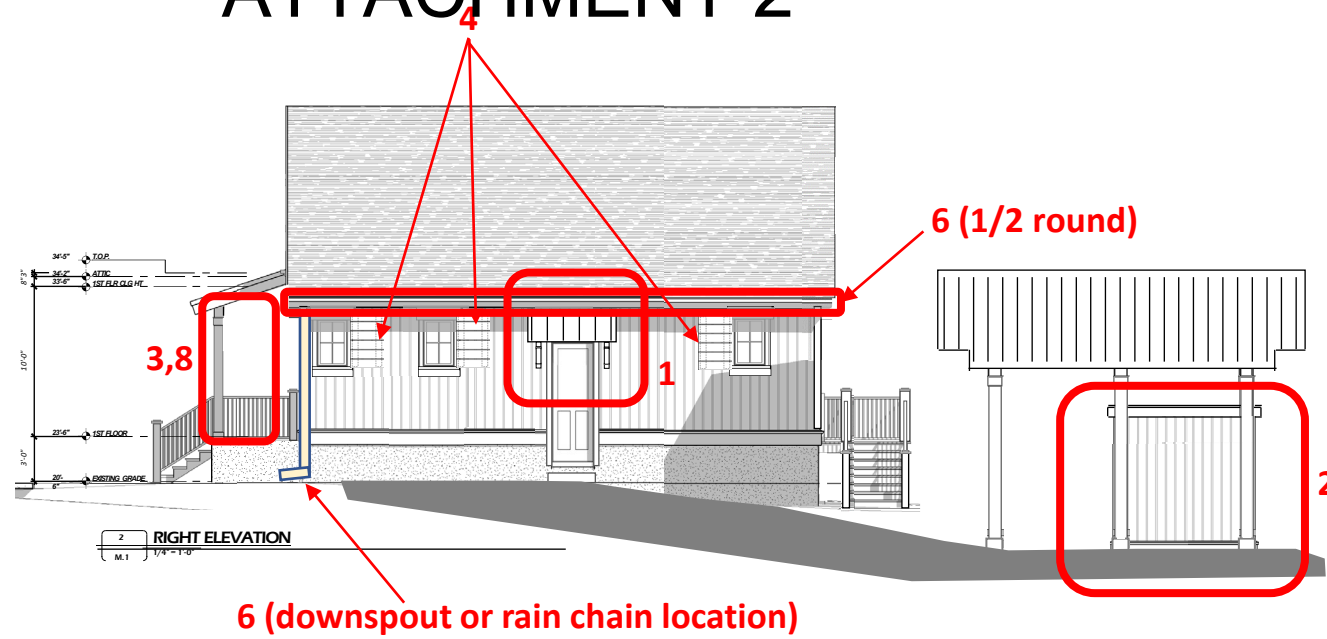 ATTACHMENT 2
4
6 (1/2 round)
34'-5" T.O.P.
34'-2" ATTIC
33'-6" 1ST FLR CLG HT
8'3"
3,8
1
10'-0"
23'-6" 1ST FLOOR
3'-0"
20'-6" EXISTING GRADE
2
2 RIGHT ELEVATION
M.1 1/4" = 1'-0"
6 (downspout or rain chain location)